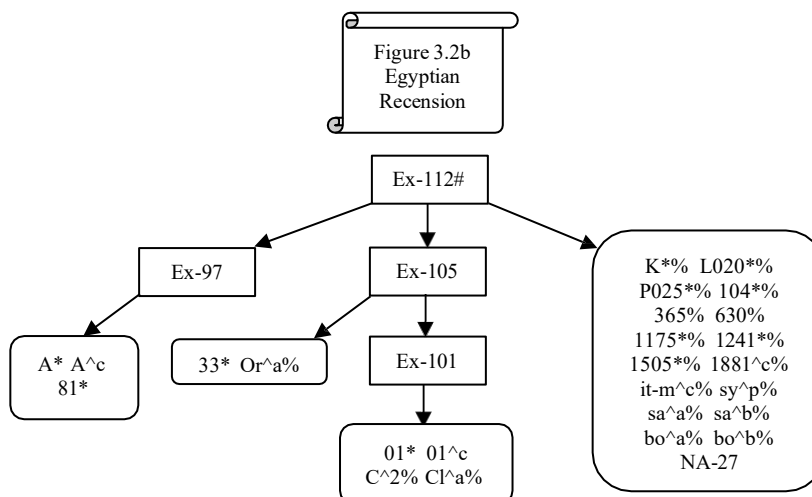 Figure 3.2b
Egyptian
Recension
Ex-112#
Ex-97
Ex-105
K*% L020*%
P025*% 104*%
365% 630%
1175*% 1241*%
1505*% 1881^c%
it-m^c% sy^p%
sa^a% sa^b%
bo^a% bo^b%
NA-27
A* A^c
81*
33* Or^a%
Ex-101
01* 01^c
C^2% Cl^a%